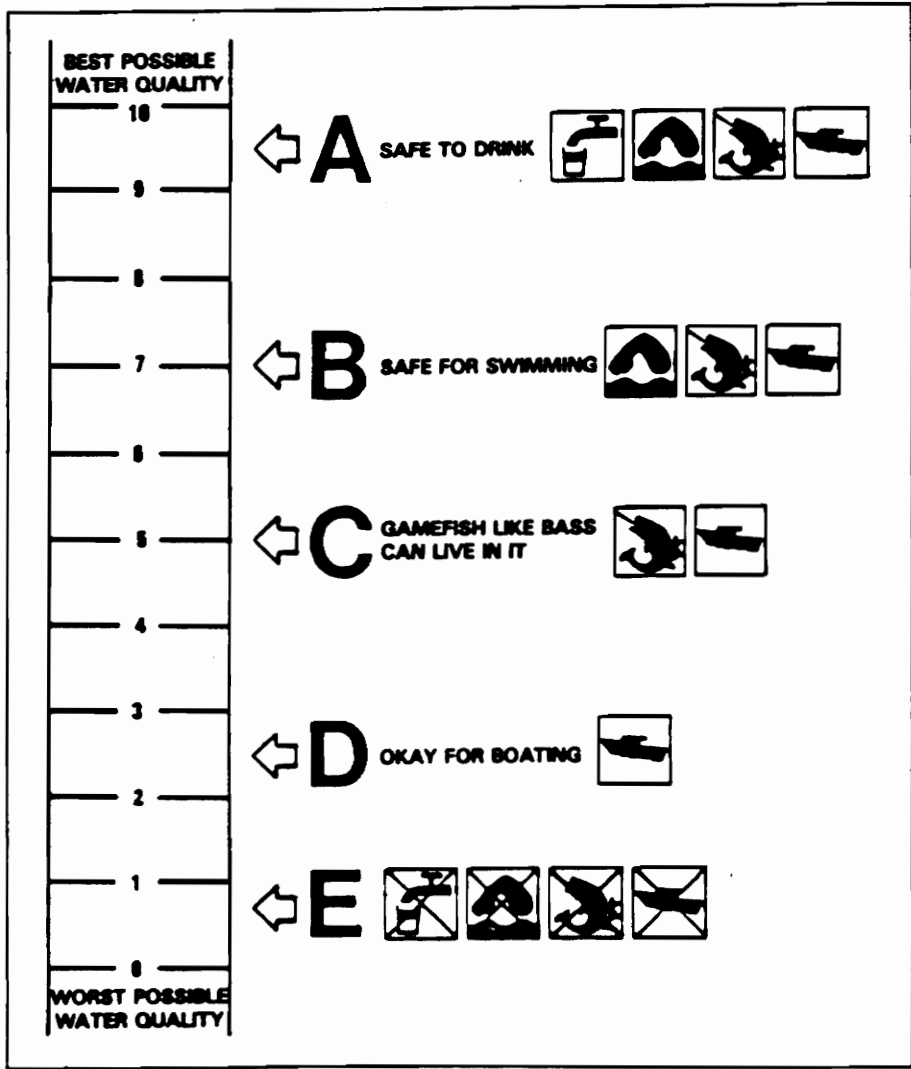 BEST POSSIBLE
WATER QUALITY
10
A SAFE TO DRINK
9
8
7
B SAFE FOR SWIMMING
6
5
C GAMEFISH LIKE BASS
CAN LIVE IN IT
4
3
D OKAY FOR BOATING
2
1
E
0
WORST POSSIBLE
WATER QUALITY